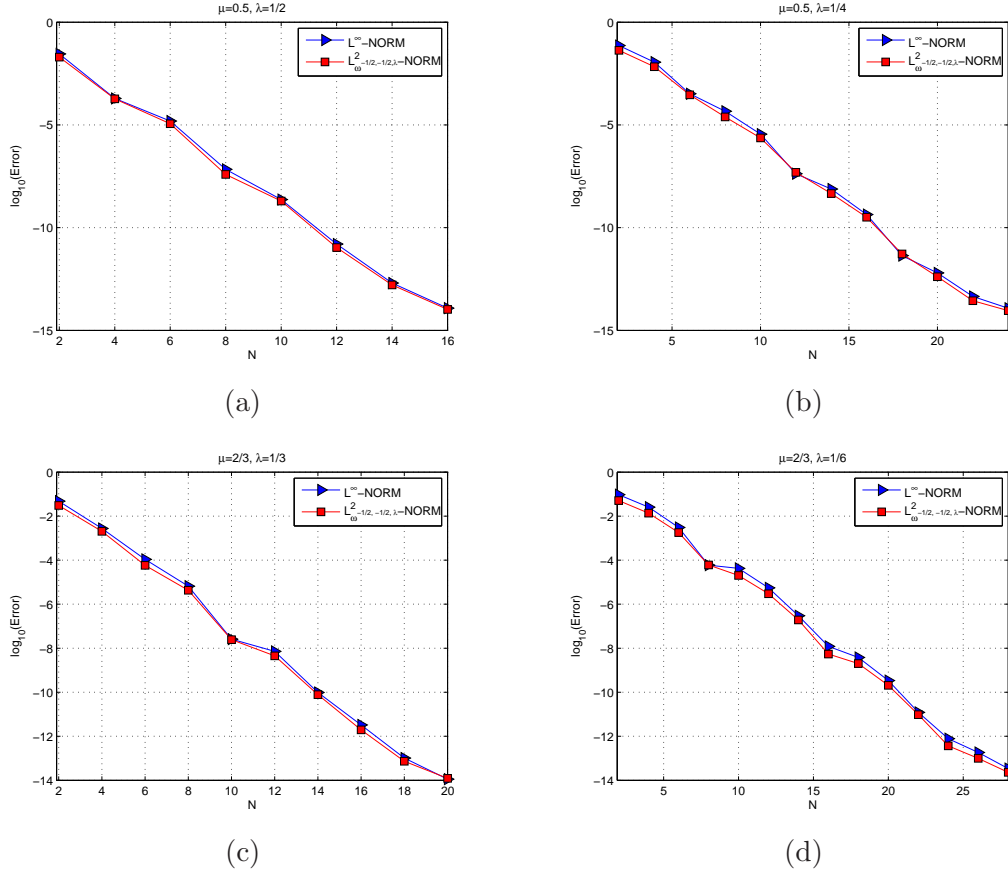 μ=0.5, λ=1/2
0
−5
−10
−15
log10(Error)
2 4 6 8 10 12 14 16
N
L∞−NORM
L2ω−1/2,−1/2,λ−NORM
(a)
μ=0.5, λ=1/4
0
−5
−10
−15
log10(Error)
5 10 15 20
N
L∞−NORM
L2ω−1/2,−1/2,λ−NORM
(b)
μ=2/3, λ=1/3
0
−2
−4
−6
−8
−10
−12
−14
log10(Error)
2 4 6 8 10 12 14 16 18 20
N
L∞−NORM
L2ω−1/2, −1/2, λ−NORM
(c)
μ=2/3, λ=1/6
0
−2
−4
−6
−8
−10
−12
−14
log10(Error)
5 10 15 20 25
N
L∞−NORM
L2ω−1/2, −1/2, λ−NORM
(d)